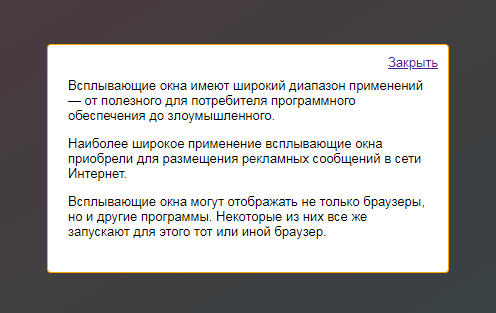 Закрыть
Всплывающие окна имеют широкий диапазон применений
— от полезного для потребителя программного
обеспечения до злоумышленного.
Наиболее широкое применение всплывающие окна
приобрели для размещения рекламных сообщений в сети
Интернет.
Всплывающие окна могут отображать не только браузеры,
но и другие программы. Некоторые из них все же
запускают для этого тот или иной браузер.